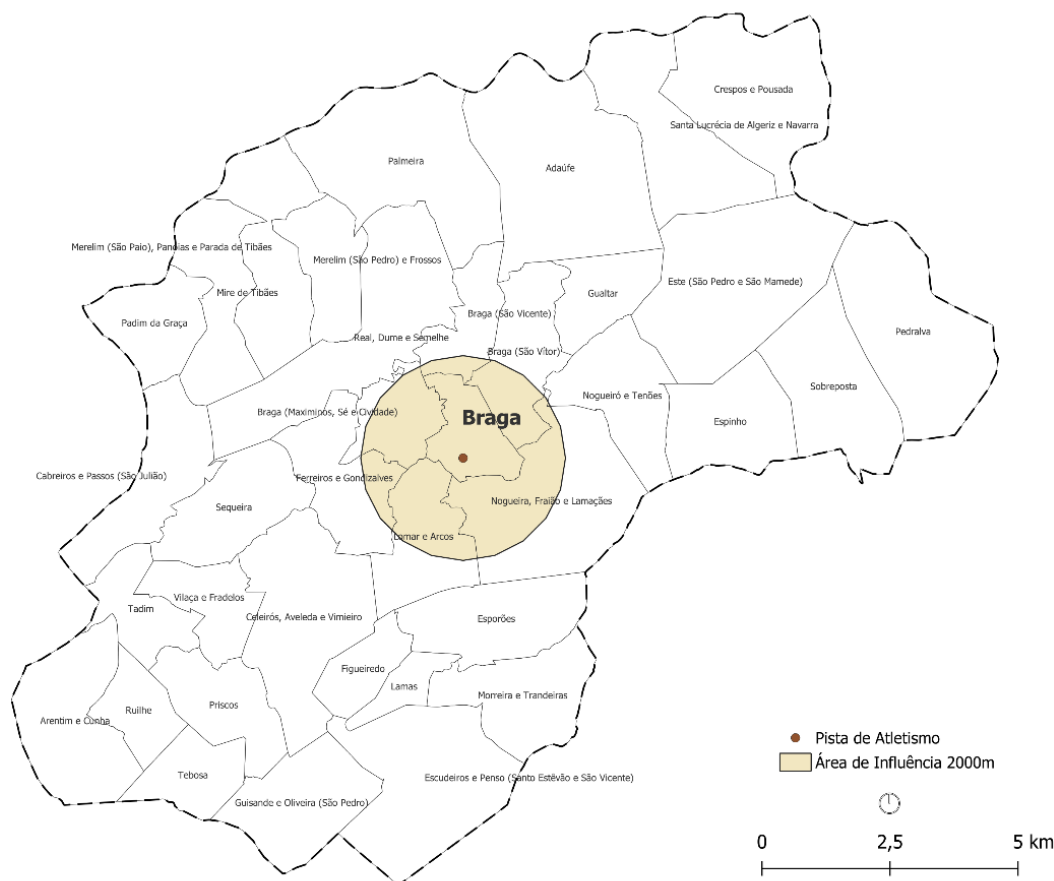 Crespos e Pousada
Santa Lucrécia de Algeriz e Navarra
Palmeira
Adaúfe
Merelim (São Paio), Panoias e Parada de Tibães
Merelim (São Pedro) e Frossos
Este (São Pedro e São Mamede)
Mire de Tibães
Gualtar
Padim da Graça
Braga (São Vicente)
Pedralva
Real, Dume e Semelhe
Braga (São Vítor)
Sobreposta
Nogueiró e Tenões
Braga (Maximinos, Sé e Cividade)
Braga
Espinho
Cabreiros e Passos (São Julião)
Ferreiros e Gondizalves
Sequeira
Nogueira, Fraião e Lamaçães
Lomar e Arcos
Vilaça e Fradelos
Tadim
Celeirós, Aveleda e Vimieiro
Esporões
Figueiredo
Lamas
Morreira e Trandeiras
Priscos
Ruilhe
Arentim e Cunha
Tebosa
Escudeiros e Penso (Santo Estêvão e São Vicente)
Guisande e Oliveira (São Pedro)
Pista de Atletismo
Área de Influência 2000m
0 2,5 5 km